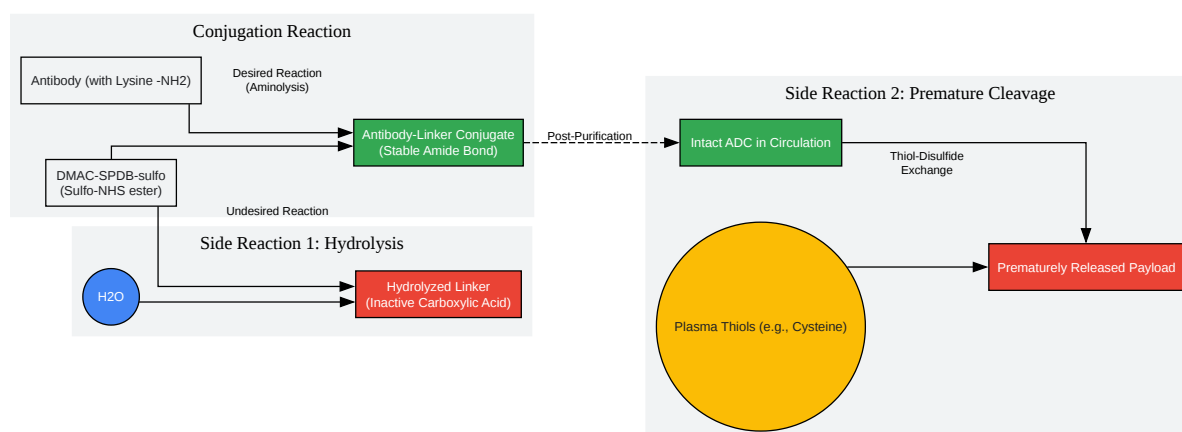 Conjugation Reaction
Antibody (with Lysine -NH2)
Desired Reaction
(Aminolysis)
Antibody-Linker Conjugate
(Stable Amide Bond)
DMAC-SPDB-sulfo
(Sulfo-NHS ester)
Undesired Reaction
Side Reaction 1: Hydrolysis
H2O
Hydrolyzed Linker
(Inactive Carboxylic Acid)
Post-Purification
Side Reaction 2: Premature Cleavage
Intact ADC in Circulation
Thiol-Disulfide
Exchange
Prematurely Released Payload
Plasma Thiols (e.g., Cysteine)